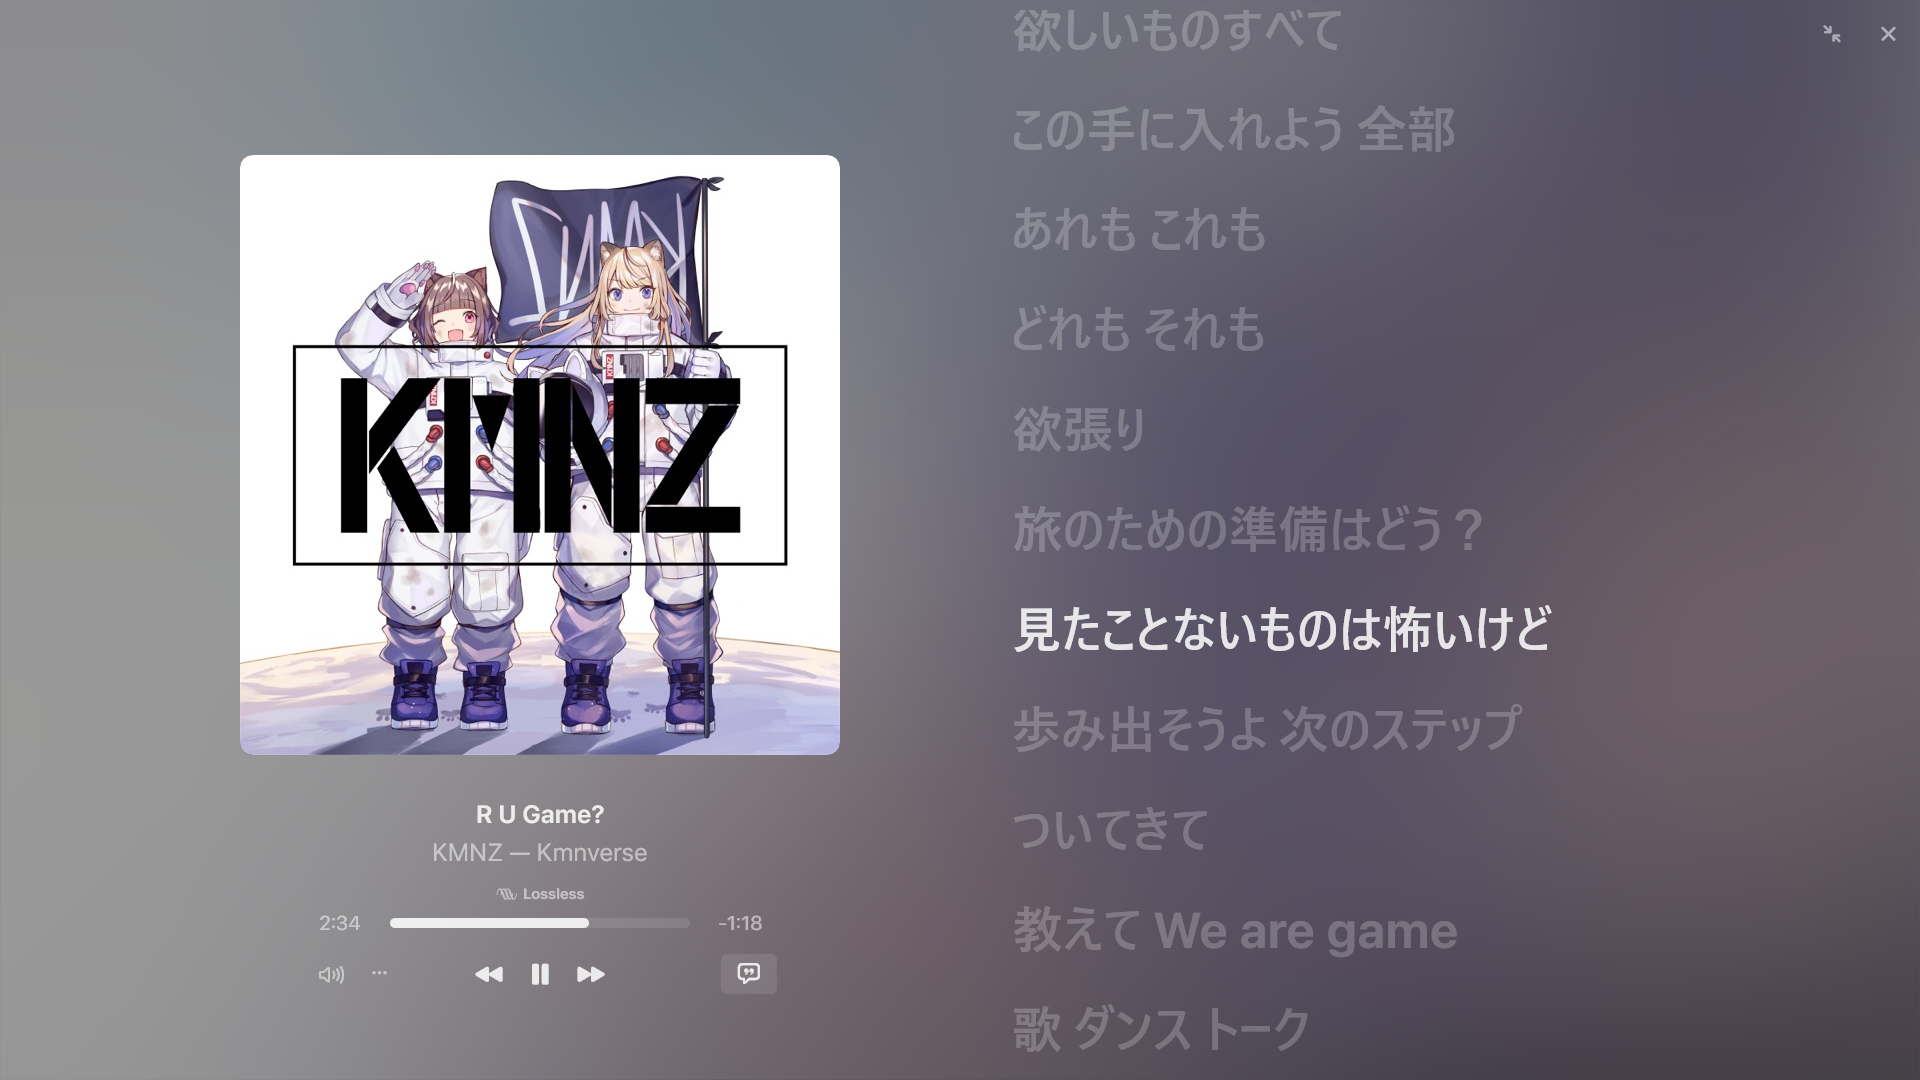 KMNZ
KMNZ
KMNZ
KMNZ
R U Game?
KMNZ — Kmnverse
Lossless
2:34
-1:18
欲しいものすべて
この手に入れよう 全部
あれも これも
どれも それも
欲張り
旅のための準備はどう？
見たことないものは怖いけど
歩み出そうよ 次のステップ
ついてきて
教えて We are game
歌 ダンス トーク